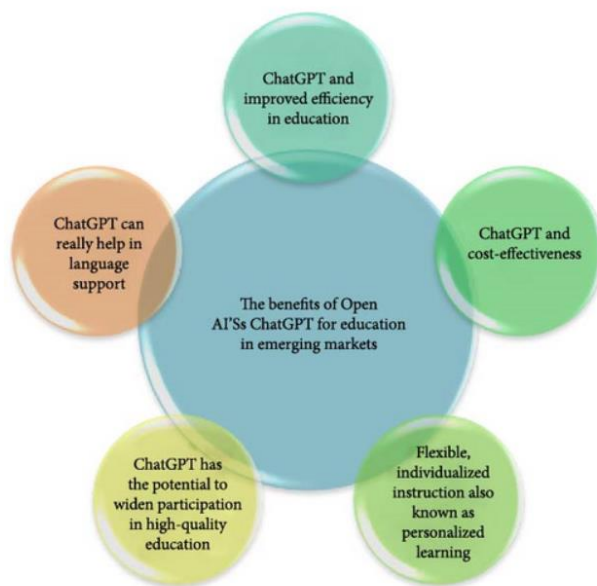 ChatGPT and
improved efficiency
in education
ChatGPT can
really help in
language
support
ChatGPT and
cost-effectiveness
The benefits of Open
AI'Ss ChatGPT for education
in emerging markets
ChatGPT has
the potential to
widen participation
in high-quality
education
Flexible,
individualized
instruction also
known as
personalized
learning